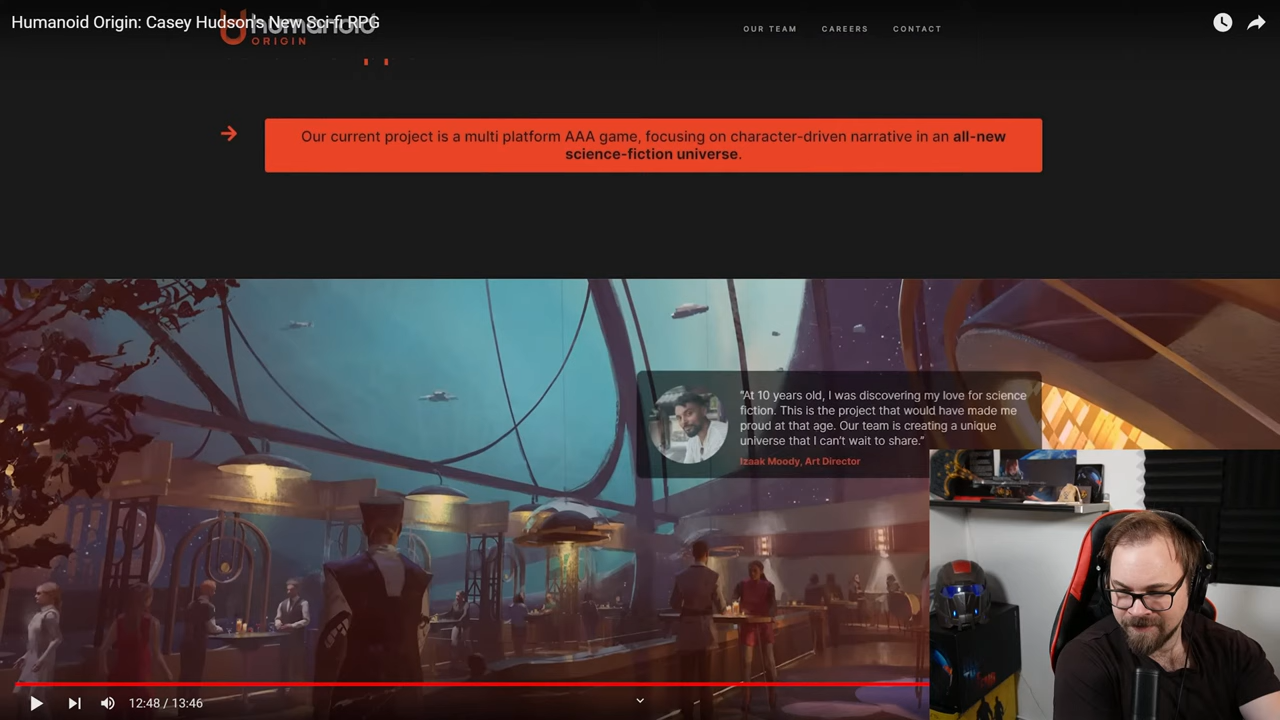 Humanoid Origin: Casey Hudson's New Sci-fi RPG
Humanoid
ORIGIN
OUR TEAM CAREERS CONTACT
Our current project is a multi platform AAA game, focusing on character-driven narrative in an all-new
science-fiction universe.
"At 10 years old, I was discovering my love for science
fiction. This is the project that would have made me
proud at that age. Our team is creating a unique
universe that I can't wait to share."
Izaak Moody, Art Director
12:48 / 13:46